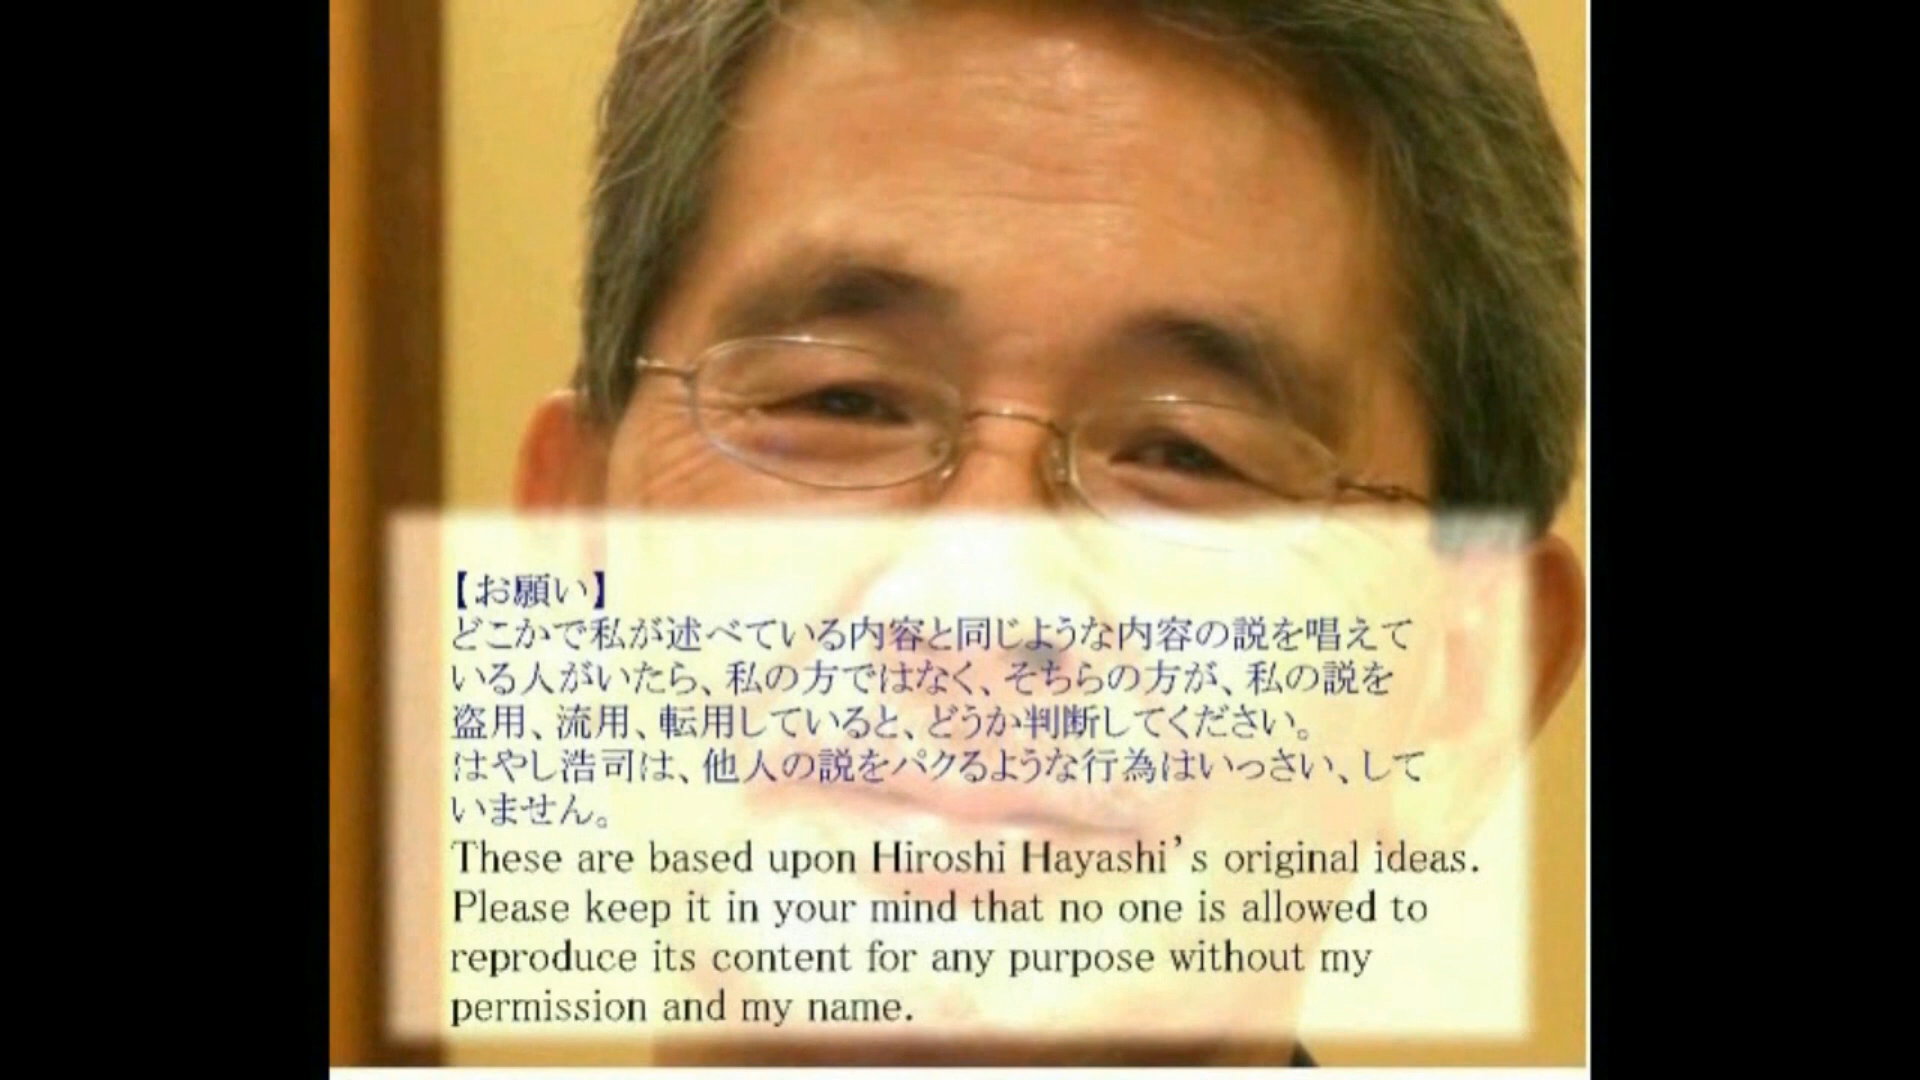 【お願い】
どこかで私が述べている内容と同じような内容の説を唱えて
いる人がいたら、私の方ではなく、そちらの方が、私の説を
盗用、流用、転用していると、どうか判断してください。
はやし浩司は、他人の説をパクるような行為はいっさい、して
いません。
These are based upon Hiroshi Hayashi’s original ideas.
Please keep it in your mind that no one is allowed to
reproduce its content for any purpose without my
permission and my name.